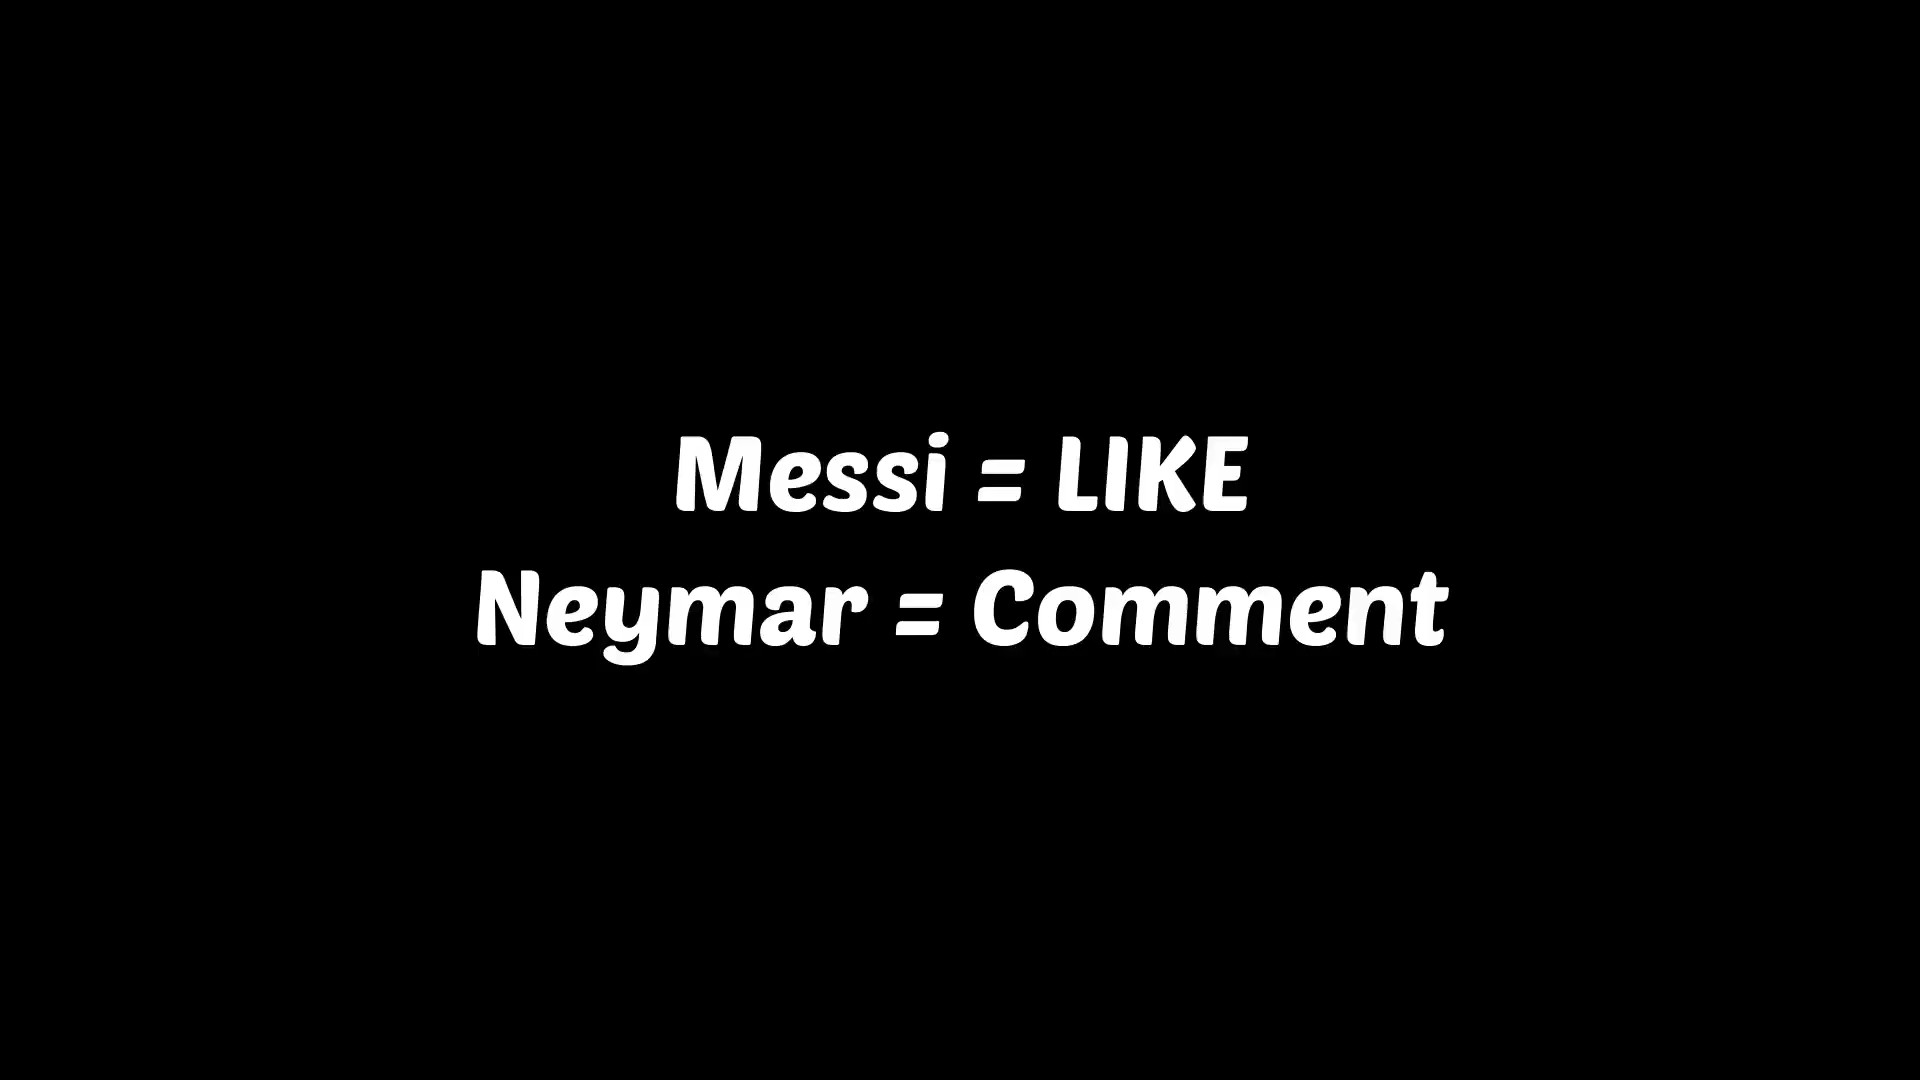 Messi = LIKE
Neymar = Comment